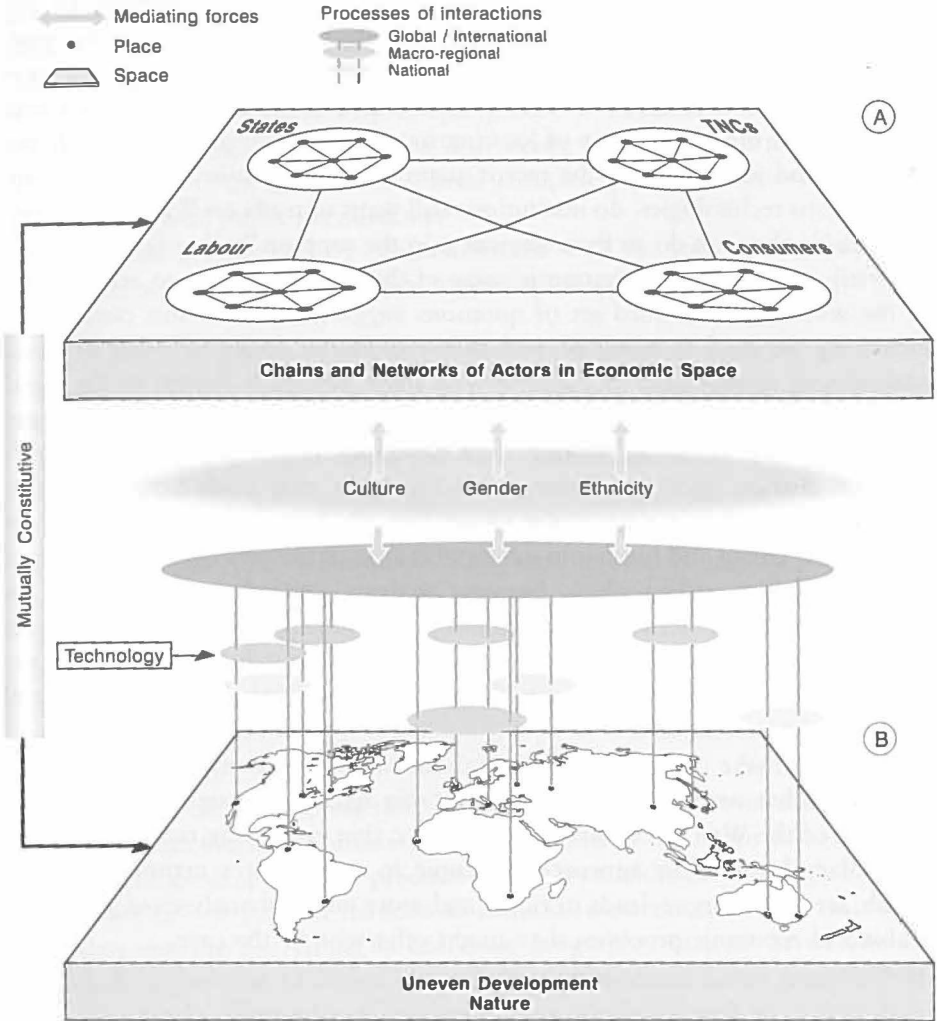 Mediating forces
Place
Space
Processes of interactions
Global / International
Macro-regional
National
A
States
TNCs
Labour
Consumers
Chains and Networks of Actors in Economic Space
Culture Gender Ethnicity
Mutually Constitutive
Technology
B
Uneven Development
Nature